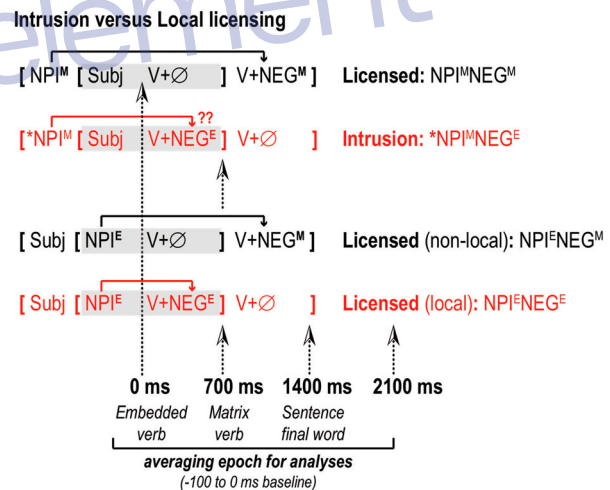 Intrusion versus Local licensing
element
[ NPIᴹ [ Subj V+∅ ] V+NEGᴹ ] Licensed: NPIᴹNEGᴹ
??
[*NPIᴹ [ Subj V+NEGᴱ ] V+∅ ] Intrusion: *NPIᴹNEGᴱ
[ Subj [ NPIᴱ V+∅ ] V+NEGᴹ ] Licensed (non-local): NPIᴱNEGᴹ
[ Subj [ NPIᴱ V+NEGᴱ ] V+∅ ] Licensed (local): NPIᴱNEGᴱ
0 ms 700 ms 1400 ms 2100 ms
Embedded Matrix Sentence
verb verb final word
averaging epoch for analyses
(-100 to 0 ms baseline)